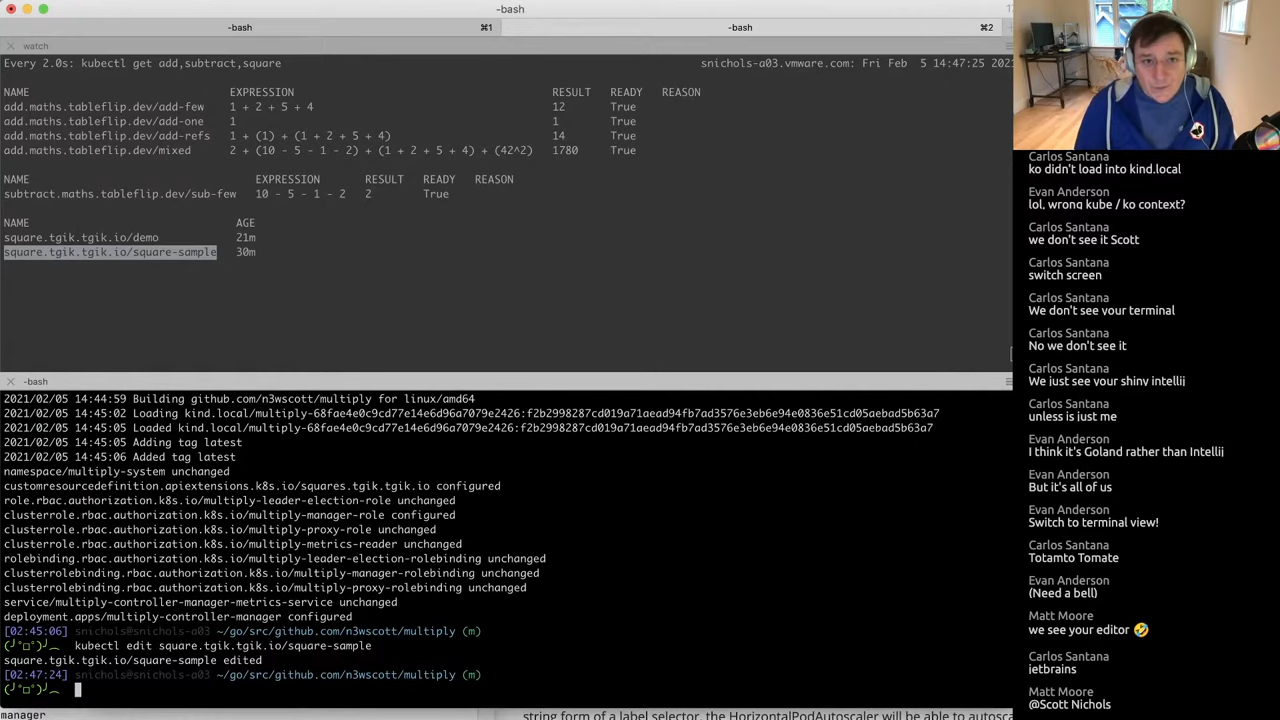 -bash
-bash ⌘1 -bash ⌘2
watch
Every 2.0s: kubectl get add,subtract,square snichols-a03.vmware.com: Fri Feb 5 14:47:25 202
NAME EXPRESSION RESULT READY REASON
add.maths.tableflip.dev/add-few 1 + 2 + 5 + 4 12 True
add.maths.tableflip.dev/add-one 1 1 True
add.maths.tableflip.dev/add-refs 1 + (1) + (1 + 2 + 5 + 4) 14 True
add.maths.tableflip.dev/mixed 2 + (10 - 5 - 1 - 2) + (1 + 2 + 5 + 4) + (42^2) 1780 True
NAME EXPRESSION RESULT READY REASON
subtract.maths.tableflip.dev/sub-few 10 - 5 - 1 - 2 2 True
NAME AGE
square.tgik.tgik.io/demo 21m
square.tgik.tgik.io/square-sample 30m
-bash
2021/02/05 14:44:59 Building github.com/n3wscott/multiply for linux/amd64
2021/02/05 14:45:02 Loading kind.local/multiply-68fae4e0c9cd77e14e6d96a7079e2426:f2b2998287cd019a71aead94fb7ad3576e3eb6e94e0836e51cd05aebad5b63a7
2021/02/05 14:45:05 Loaded kind.local/multiply-68fae4e0c9cd77e14e6d96a7079e2426:f2b2998287cd019a71aead94fb7ad3576e3eb6e94e0836e51cd05aebad5b63a7
2021/02/05 14:45:05 Adding tag latest
2021/02/05 14:45:06 Added tag latest
namespace/multiply-system unchanged
customresourcedefinition.apiextensions.k8s.io/squares.tgik.tgik.io configured
role.rbac.authorization.k8s.io/multiply-leader-election-role unchanged
clusterrole.rbac.authorization.k8s.io/multiply-manager-role configured
clusterrole.rbac.authorization.k8s.io/multiply-proxy-role unchanged
clusterrole.rbac.authorization.k8s.io/multiply-metrics-reader unchanged
rolebinding.rbac.authorization.k8s.io/multiply-leader-election-rolebinding unchanged
clusterrolebinding.rbac.authorization.k8s.io/multiply-manager-rolebinding unchanged
clusterrolebinding.rbac.authorization.k8s.io/multiply-proxy-rolebinding unchanged
service/multiply-controller-manager-metrics-service unchanged
deployment.apps/multiply-controller-manager configured
[02:45:06] snichols@snichols-a03 ~/go/src/github.com/n3wscott/multiply (m)
(╯°□°)╯︵ kubectl edit square.tgik.tgik.io/square-sample
square.tgik.tgik.io/square-sample edited
[02:47:24] snichols@snichols-a03 ~/go/src/github.com/n3wscott/multiply (m)
(╯°□°)╯︵
manager string form of a label selector, the HorizontalPodAutoscaler will be able to autosca
Carlos Santana
ko didn't load into kind.local
Evan Anderson
lol, wrong kube / ko context?
Evan Anderson
we don't see it Scott
Carlos Santana
switch screen
Carlos Santana
We don't see your terminal
Carlos Santana
No we don't see it
Carlos Santana
We just see your shiny intellij
Carlos Santana
unless is just me
Evan Anderson
I think it's Goland rather than Intellij
Evan Anderson
But it's all of us
Evan Anderson
Switch to terminal view!
Carlos Santana
Totamto Tomate
Evan Anderson
(Need a bell)
Matt Moore
we see your editor 🤣
Carlos Santana
jetbrains
Matt Moore
@Scott Nichols